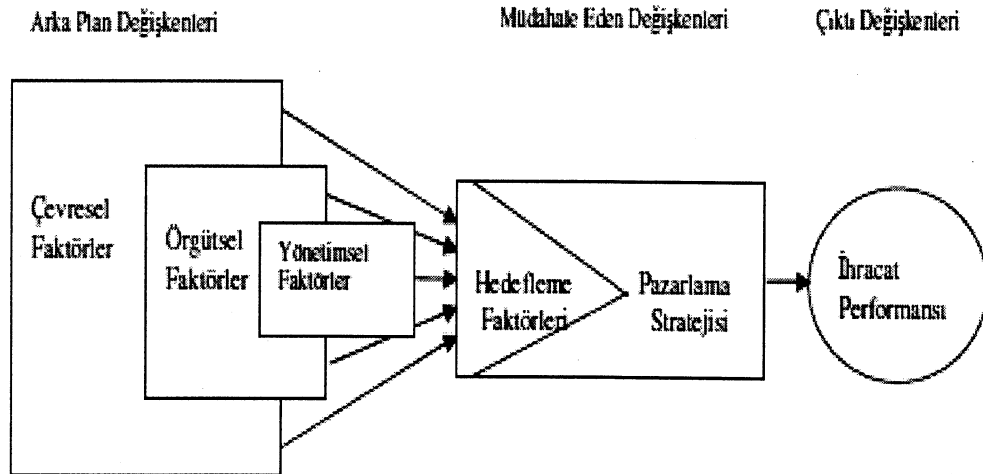 Arka Plan Değişkenleri
Müdahale Eden Değişkenleri
Çıktı Değişkenleri
Çevresel
Faktörler
Örgütsel
Faktörler
Yönetimsel
Faktörler
Hedefleme
Faktörleri
Pazarlama
Stratejisi
İhracat
Performansı